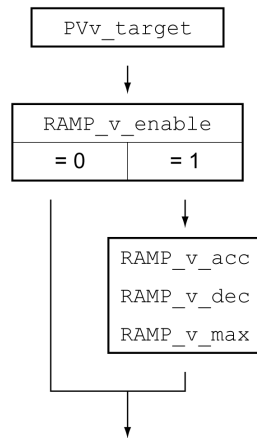 PVv_target
RAMP_v_enable
= 0
= 1
RAMP_v_acc
RAMP_v_dec
RAMP_v_max